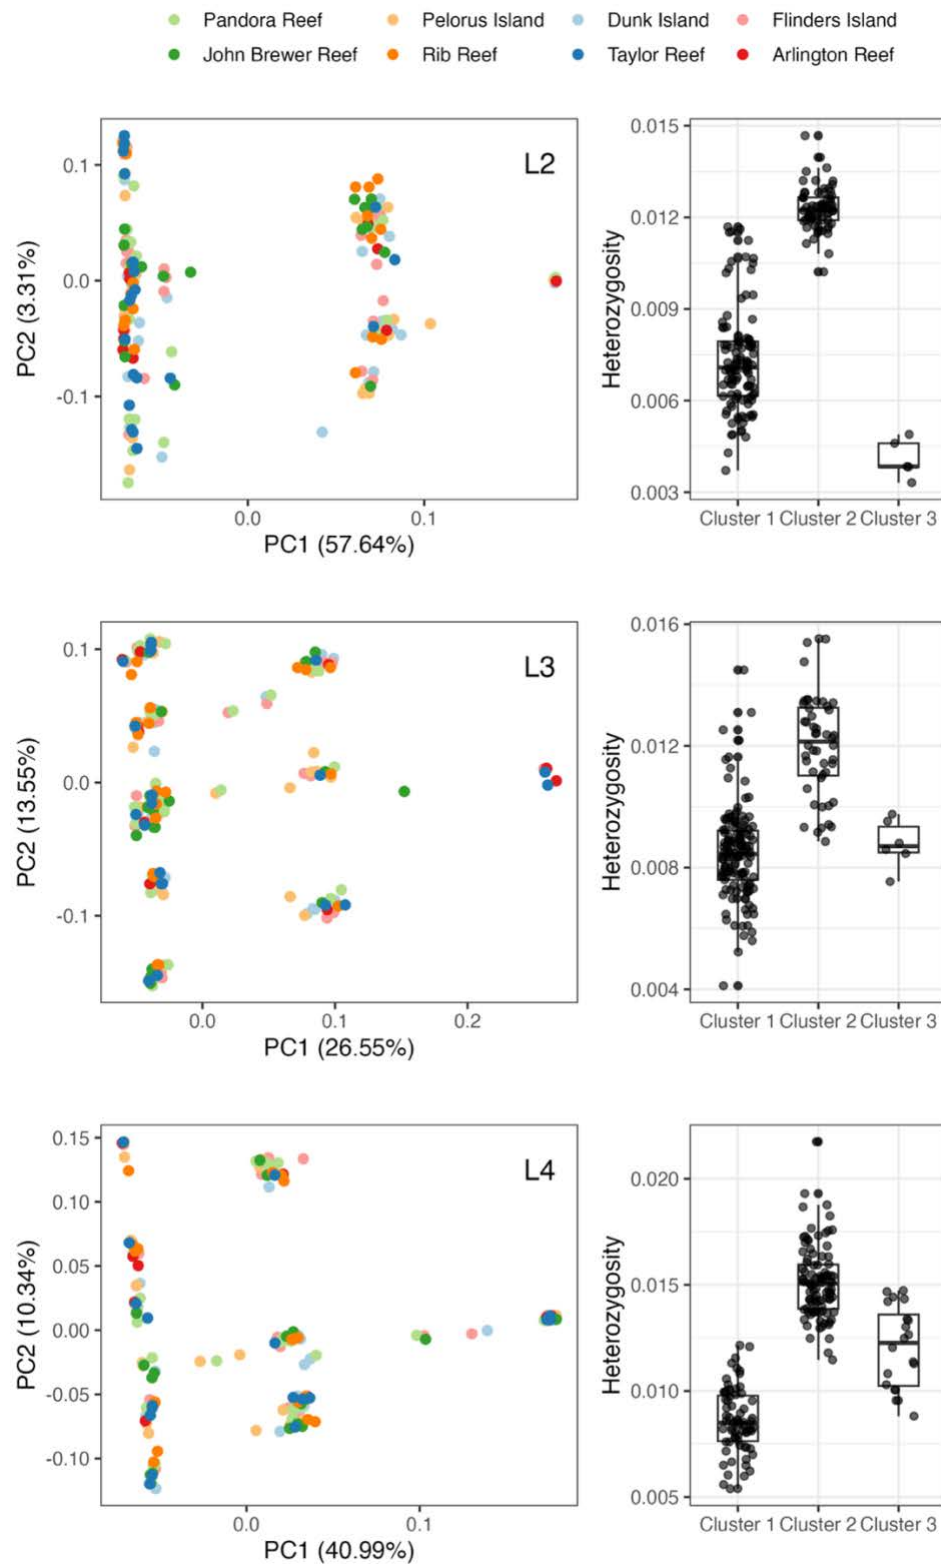 Pandora Reef Pelorus Island Dunk Island Flinders Island
John Brewer Reef Rib Reef Taylor Reef Arlington Reef
L2
PC2 (3.31%)
0.1
0.0
-0.1
0.0 0.1
PC1 (57.64%)
Heterozygosity
0.015
0.012
0.009
0.006
0.003
Cluster 1 Cluster 2 Cluster 3
L3
PC2 (13.55%)
0.1
0.0
-0.1
0.0 0.1 0.2
PC1 (26.55%)
Heterozygosity
0.016
0.012
0.008
0.004
Cluster 1 Cluster 2 Cluster 3
L4
PC2 (10.34%)
0.15
0.10
0.05
0.00
-0.05
-0.10
0.0 0.1
PC1 (40.99%)
Heterozygosity
0.020
0.015
0.010
0.005
Cluster 1 Cluster 2 Cluster 3